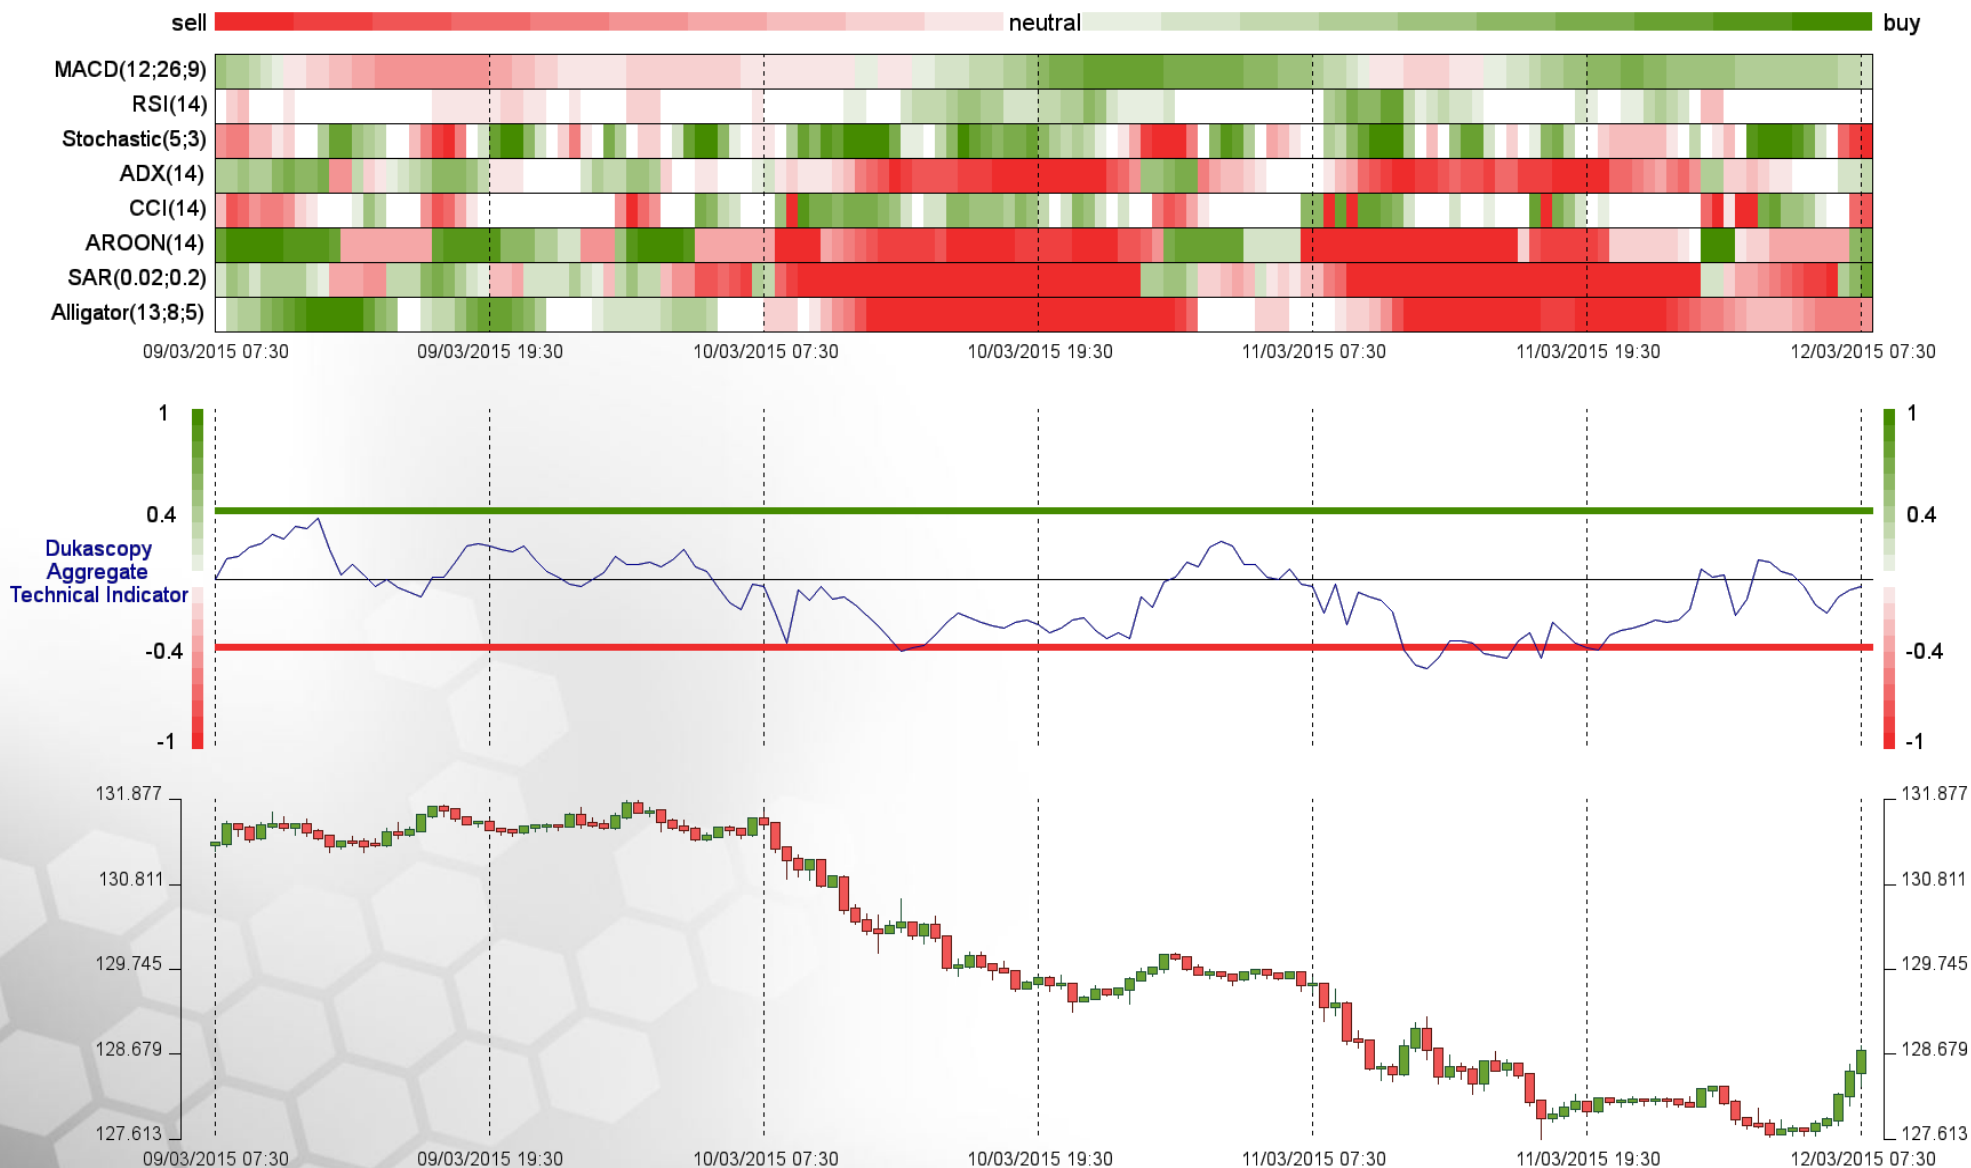 sell neutral buy
MACD(12;26;9)
RSI(14)
Stochastic(5;3)
ADX(14)
CCI(14)
AROON(14)
SAR(0.02;0.2)
Alligator(13;8;5)
09/03/2015 07:30 09/03/2015 19:30 10/03/2015 07:30 10/03/2015 19:30 11/03/2015 07:30 11/03/2015 19:30 12/03/2015 07:30
1 1
0.4 0.4
Dukascopy
Aggregate
Technical Indicator
-0.4 -0.4
-1 -1
131.877 131.877
130.811 130.811
129.745 129.745
128.679 128.679
127.613 127.613
09/03/2015 07:30 09/03/2015 19:30 10/03/2015 07:30 10/03/2015 19:30 11/03/2015 07:30 11/03/2015 19:30 12/03/2015 07:30